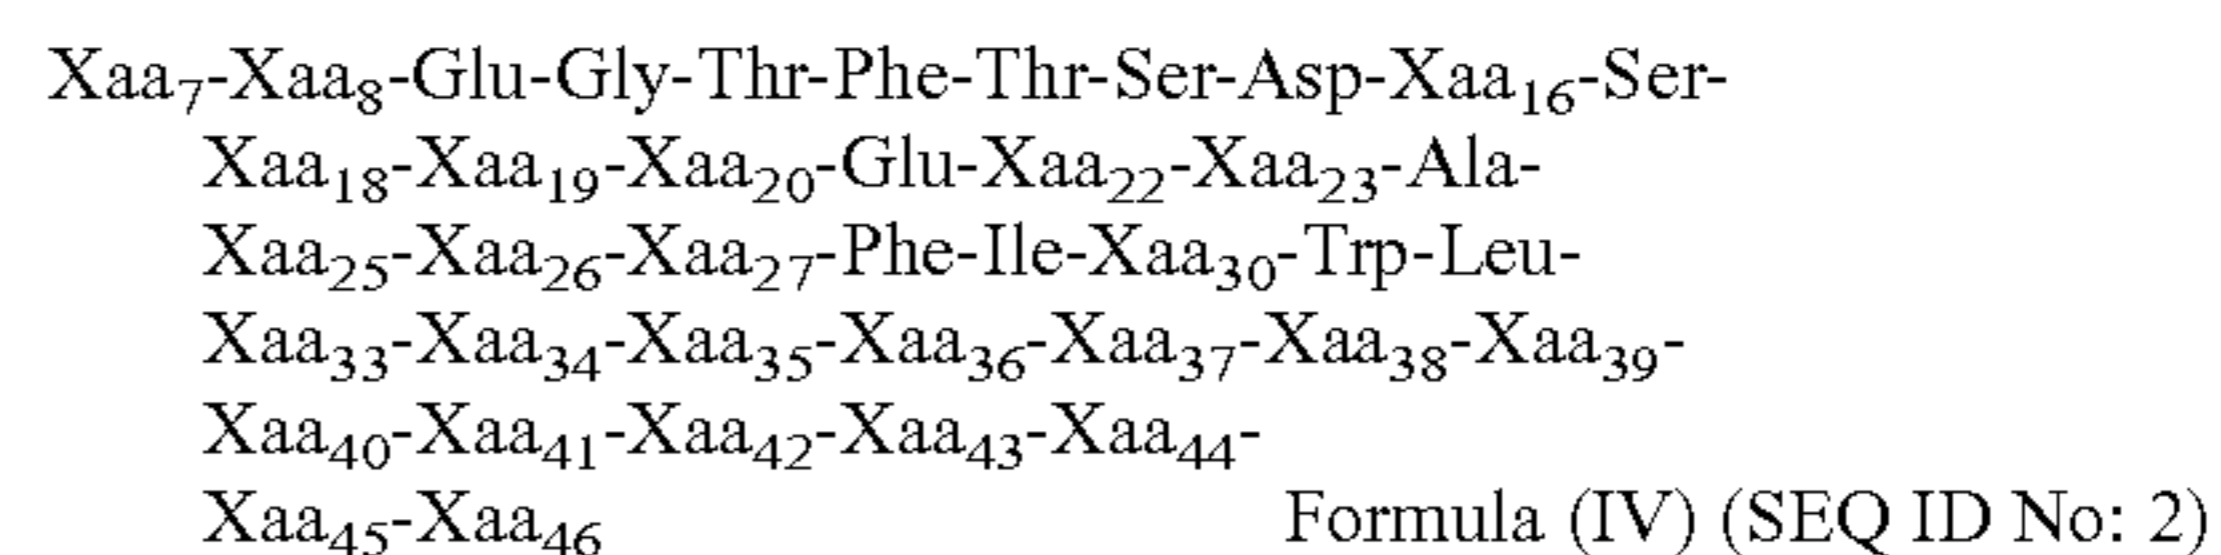 Xaa₇-Xaa₈-Glu-Gly-Thr-Phe-Thr-Ser-Asp-Xaa₁₆-Ser-
Xaa₁₈-Xaa₁₉-Xaa₂₀-Glu-Xaa₂₂-Xaa₂₃-Ala-
Xaa₂₅-Xaa₂₆-Xaa₂₇-Phe-Ile-Xaa₃₀-Trp-Leu-
Xaa₃₃-Xaa₃₄-Xaa₃₅-Xaa₃₆-Xaa₃₇-Xaa₃₈-Xaa₃₉-
Xaa₄₀-Xaa₄₁-Xaa₄₂-Xaa₄₃-Xaa₄₄-
Xaa₄₅-Xaa₄₆ Formula (IV) (SEQ ID No: 2)